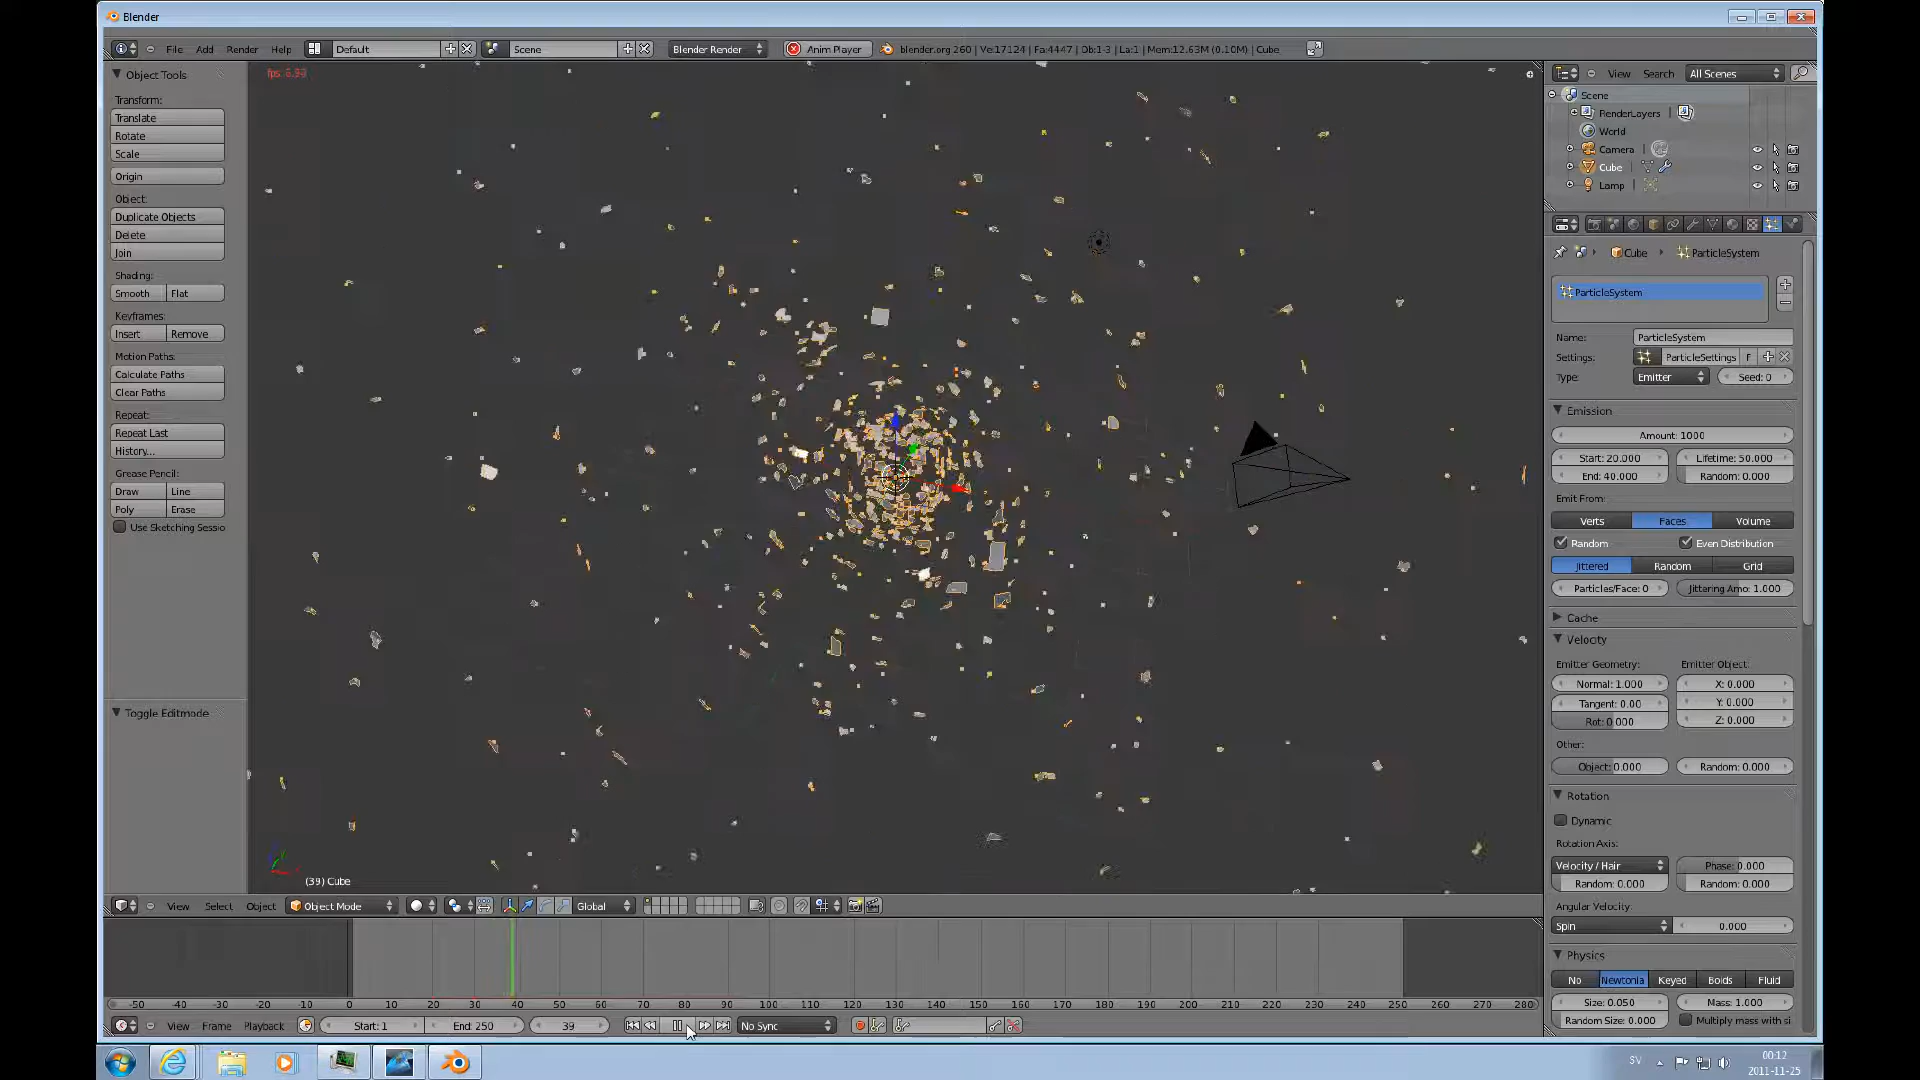 Blender
File Add Render Help Default Scene Blender Render Anim Player blender.org 260 | Ve:17124 | Fa:4447 | Ob:1-3 | La:1 | Mem:12.63M (0.10M) | Cube
Object Tools
Transform:
Translate
Rotate
Scale
Origin
Object:
Duplicate Objects
Delete
Join
Shading:
Smooth Flat
Keyframes:
Insert Remove
Motion Paths:
Calculate Paths
Clear Paths
Repeat:
Repeat Last
History...
Grease Pencil:
Draw Line
Poly Erase
Use Sketching Sessio
Toggle Editmode
(39) Cube
View Select Object Object Mode Global
-50 -40 -30 -20 -10 0 10 20 30 40 50 60 70 80 90 100 110 120 130 140 150 160 170 180 190 200 210 220 230 240 250 260 270 280
View Frame Playback Start: 1 End: 250 39 No Sync
View Search All Scenes
Scene
RenderLayers
World
Camera
Cube
Lamp
Cube ParticleSystem
ParticleSystem
Name: ParticleSystem
Settings: ParticleSettings F
Type: Emitter Seed: 0
Emission
Amount: 1000
Start: 20.000 Lifetime: 50.000
End: 40.000 Random: 0.000
Emit From:
Verts Faces Volume
Random Even Distribution
Jittered Random Grid
Particles/Face: 0 Jittering Amo: 1.000
Cache
Velocity
Emitter Geometry: Emitter Object:
Normal: 1.000 X: 0.000
Tangent: 0.00 Y: 0.000
Rot: 0.000 Z: 0.000
Other:
Object: 0.000 Random: 0.000
Rotation
Dynamic
Rotation Axis:
Velocity / Hair Phase: 0.000
Random: 0.000 Random: 0.000
Angular Velocity:
Spin 0.000
Physics
No Newtonia Keyed Boids Fluid
Size: 0.050 Mass: 1.000
Random Size: 0.000 Multiply mass with si
SV 00:12
2011-11-25